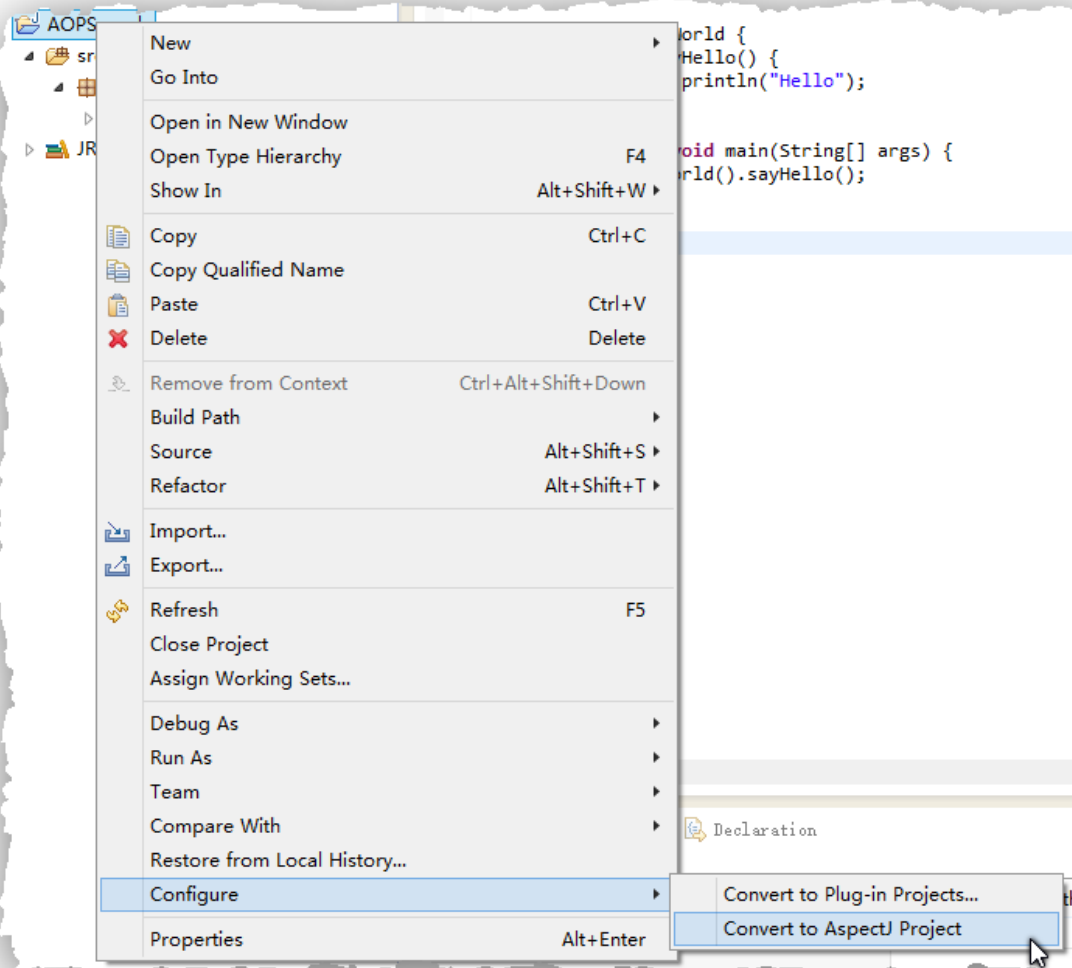 AOPS
New
Go Into
Open in New Window
Open Type Hierarchy F4
Show In Alt+Shift+W
Copy Ctrl+C
Copy Qualified Name
Paste Ctrl+V
Delete Delete
Remove from Context Ctrl+Alt+Shift+Down
Build Path
Source Alt+Shift+S
Refactor Alt+Shift+T
Import...
Export...
Refresh F5
Close Project
Assign Working Sets...
Debug As
Run As
Team
Compare With
Restore from Local History...
Configure
Properties Alt+Enter
Convert to Plug-in Projects...
Convert to AspectJ Project
sr
JR
orld {
Hello() {
println("Hello");
void main(String[] args) {
rld().sayHello();
Declaration